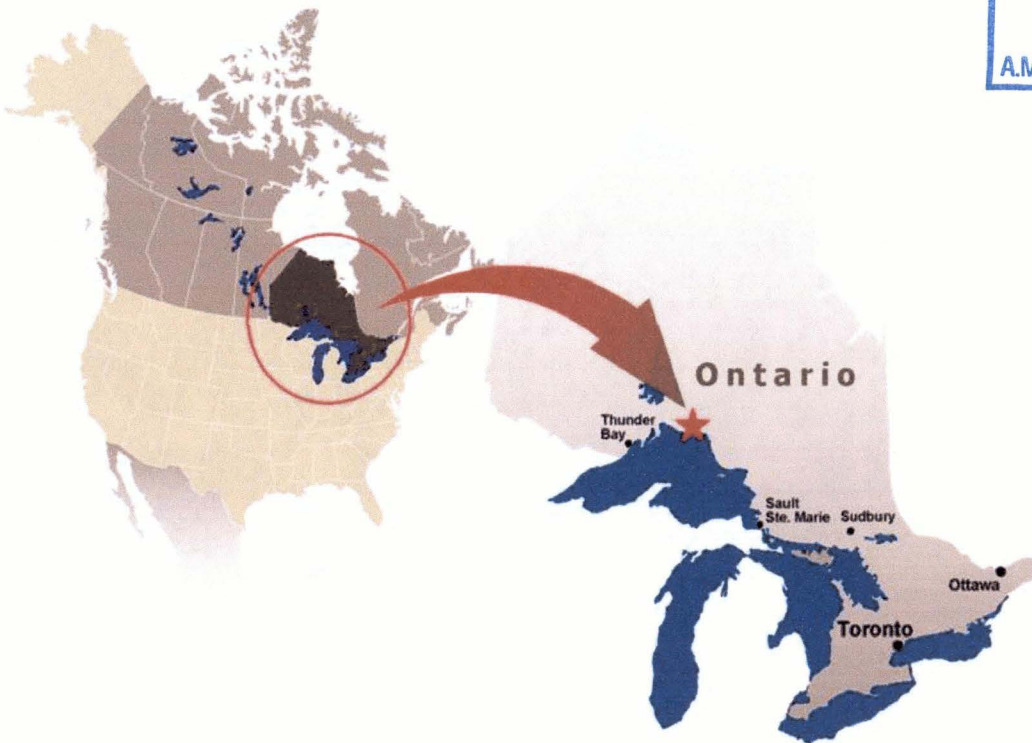 A.M
Ontario
Thunder
Bay
Sault
Ste. Marie
Sudbury
Ottawa
Toronto